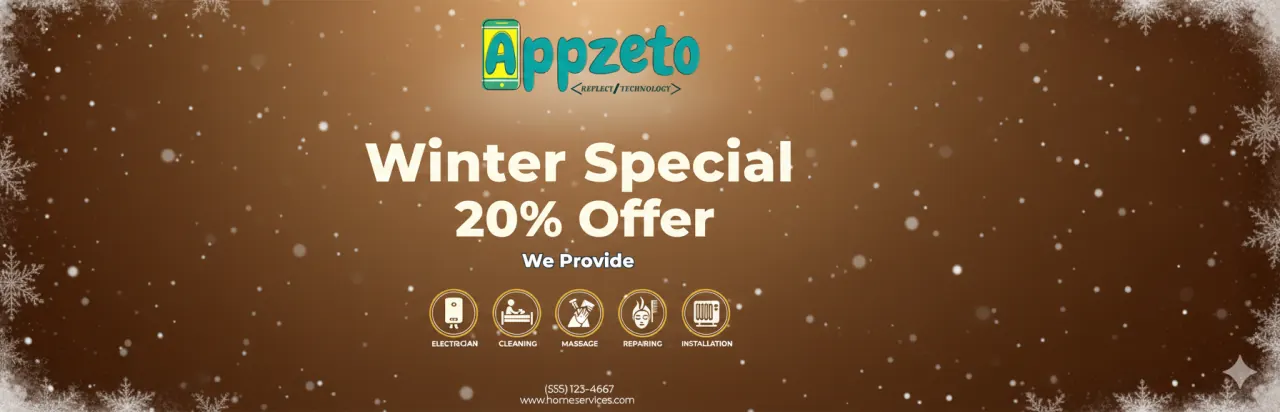 Appzeto
<REFLECT/TECHNOLOGY>
Winter Special
20% Offer
We Provide
ELECTRICIAN CLEANING MASSAGE REPAIRING INSTALLATION
(555) 123-4667
www.homeservices.com